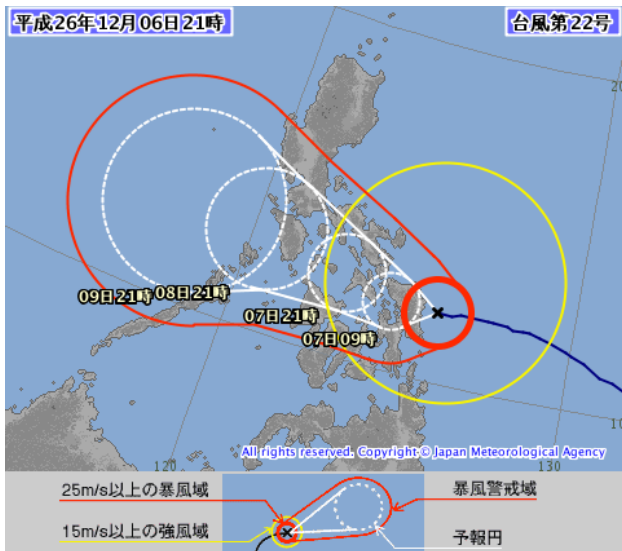 平成26年12月06日21時
台風第22号
20
09日21時
08日21時
07日21時
07日09時
120
130
All rights reserved. Copyright © Japan Meteorological Agency
25m/s以上の暴風域
暴風警戒域
15m/s以上の強風域
予報円